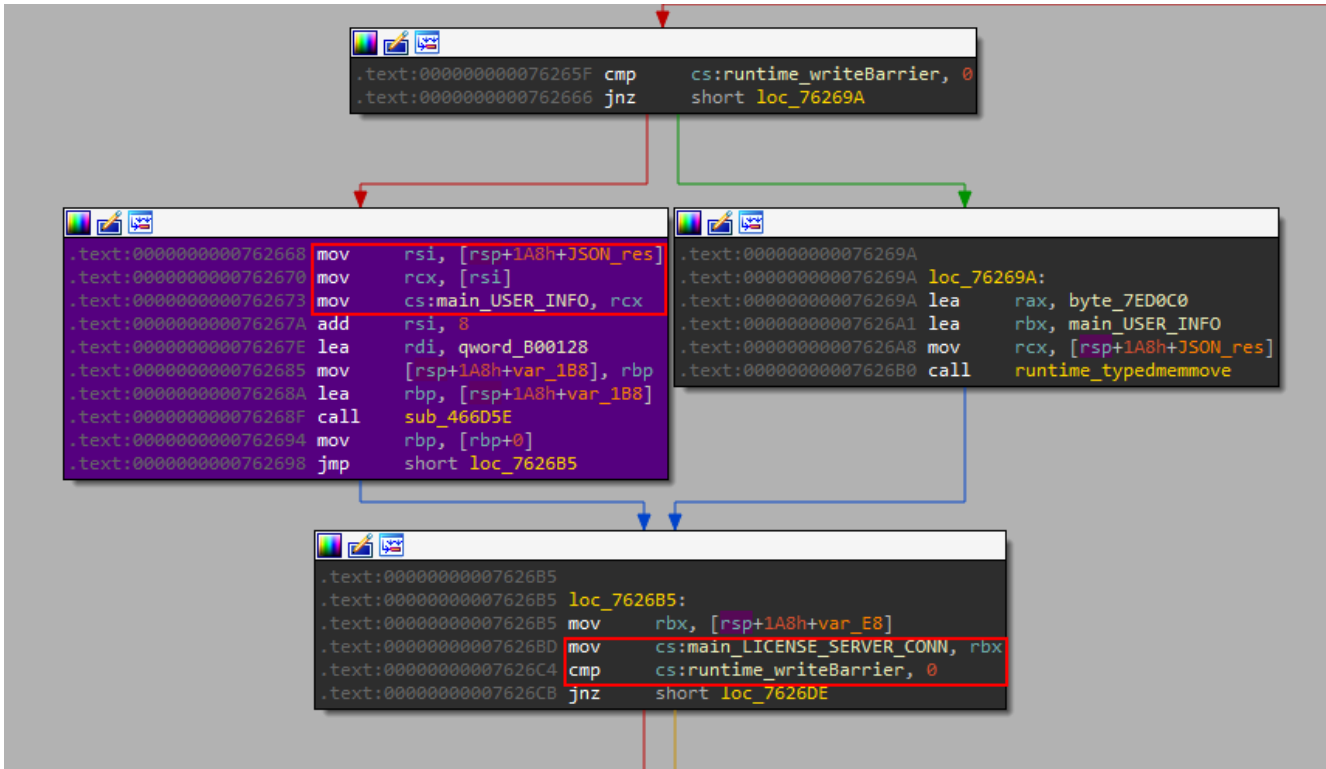 .text:000000000076265F cmp cs:runtime_writeBarrier, 0
.text:0000000000762666 jnz short loc_76269A
.text:0000000000762668 mov rsi, [rsp+1A8h+JSON_res]
.text:0000000000762670 mov rcx, [rsi]
.text:0000000000762673 mov cs:main_USER_INFO, rcx
.text:000000000076267A add rsi, 8
.text:000000000076267E lea rdi, qword_B00128
.text:0000000000762685 mov [rsp+1A8h+var_1B8], rbp
.text:000000000076268A lea rbp, [rsp+1A8h+var_1B8]
.text:000000000076268F call sub_466D5E
.text:0000000000762694 mov rbp, [rbp+0]
.text:0000000000762698 jmp short loc_7626B5
.text:000000000076269A
.text:000000000076269A loc_76269A:
.text:000000000076269A lea rax, byte_7ED0C0
.text:00000000007626A1 lea rbx, main_USER_INFO
.text:00000000007626A8 mov rcx, [rsp+1A8h+JSON_res]
.text:00000000007626B0 call runtime_typedmemmove
.text:00000000007626B5
.text:00000000007626B5 loc_7626B5:
.text:00000000007626B5 mov rbx, [rsp+1A8h+var_E8]
.text:00000000007626BD mov cs:main_LICENSE_SERVER_CONN, rbx
.text:00000000007626C4 cmp cs:runtime_writeBarrier, 0
.text:00000000007626CB jnz short loc_7626DE